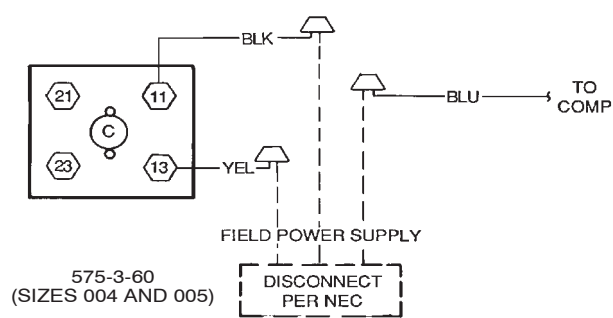 BLK
21
11
C
23
13
YEL
BLU
TO
COMP
FIELD POWER SUPPLY
DISCONNECT
PER NEC
575-3-60
(SIZES 004 AND 005)